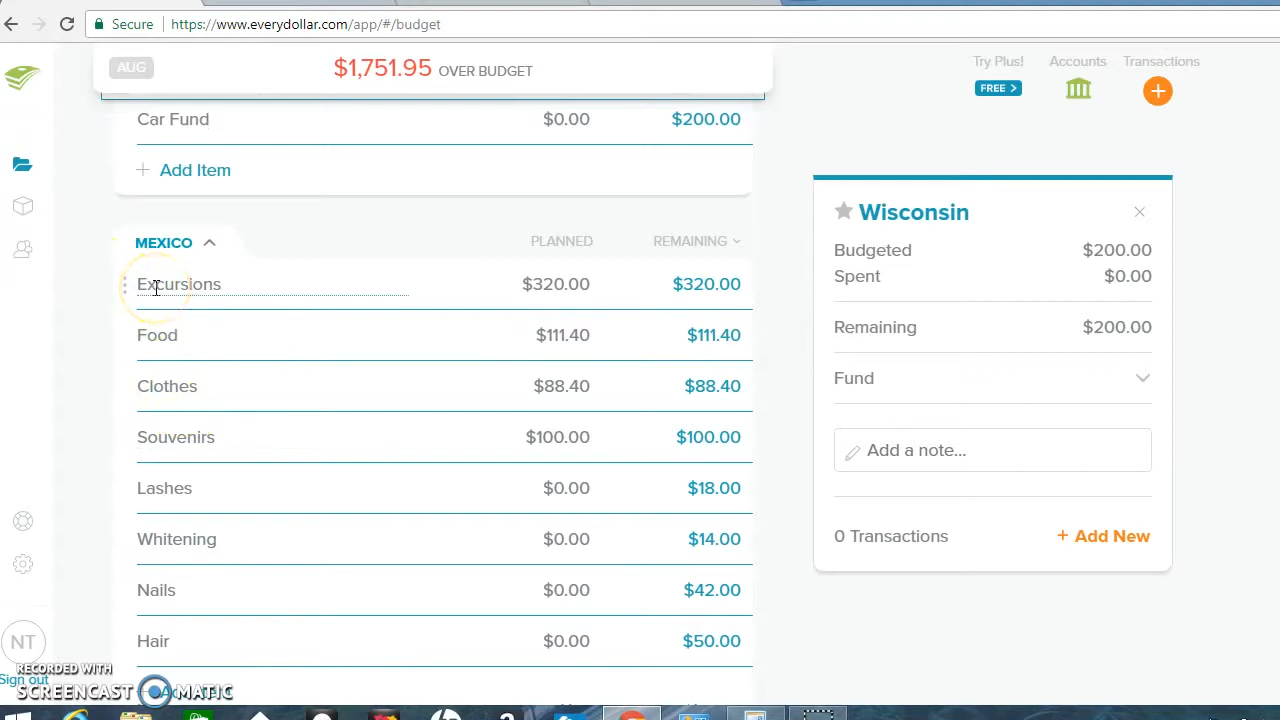 Secure https://www.everydollar.com/app/#/budget
AUG $1,751.95 OVER BUDGET
Try Plus! Accounts Transactions
FREE >
Car Fund $0.00 $200.00
+ Add Item
MEXICO PLANNED REMAINING
Excursions $320.00 $320.00
Food $111.40 $111.40
Clothes $88.40 $88.40
Souvenirs $100.00 $100.00
Lashes $0.00 $18.00
Whitening $0.00 $14.00
Nails $0.00 $42.00
Hair $0.00 $50.00
Wisconsin ×
Budgeted $200.00
Spent $0.00
Remaining $200.00
Fund
Add a note...
0 Transactions + Add New
NT
Sign out
RECORDED WITH
SCREENCAST MATIC